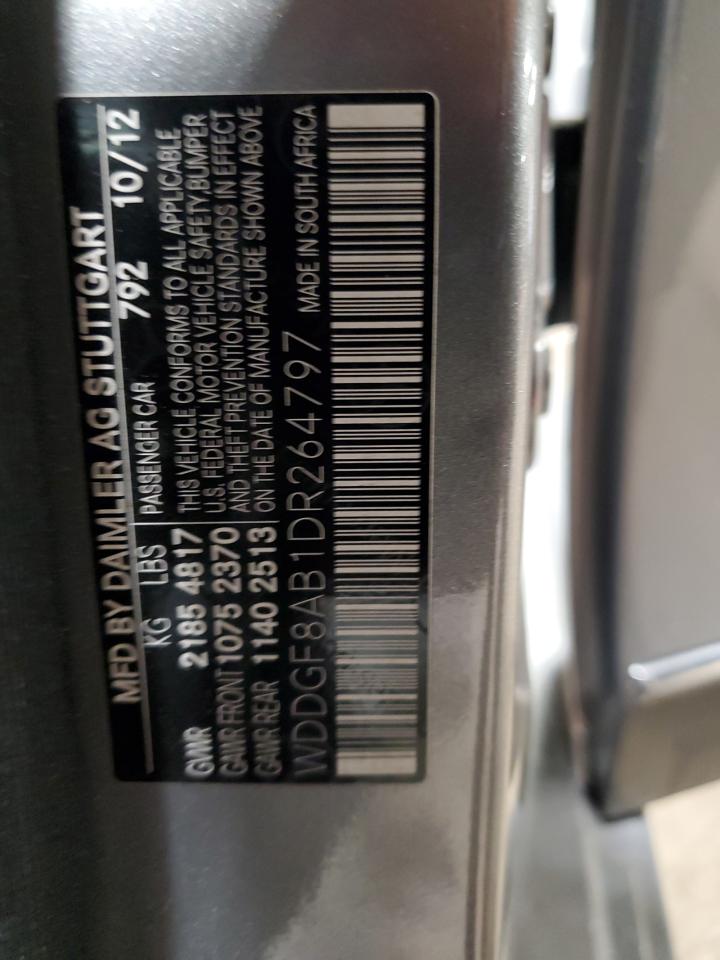 MFD BY DAIMLER AG STUTTGART
KG LBS PASSENGER CAR 792 10/12
GVWR 2185 4817 THIS VEHICLE CONFORMS TO ALL APPLICABLE
GAWR FRONT 1075 2370 U.S. FEDERAL MOTOR VEHICLE SAFETY BUMPER
GAWR REAR 1140 2513 AND THEFT PREVENTION STANDARDS IN EFFECT
ON THE DATE OF MANUFACTURE SHOWN ABOVE
WDDGF8AB1DR264797 MADE IN SOUTH AFRICA